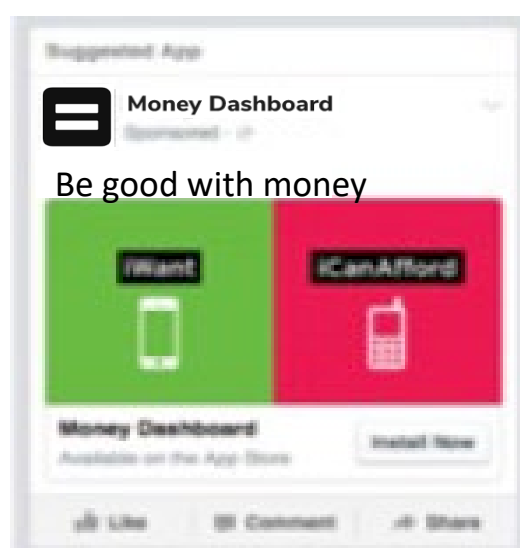 Suggested App
Money Dashboard
Sponsored
Be good with money
iWant
iCanAfford
Money Dashboard
Available on the App Store
Install Now
Like
Comment
Share